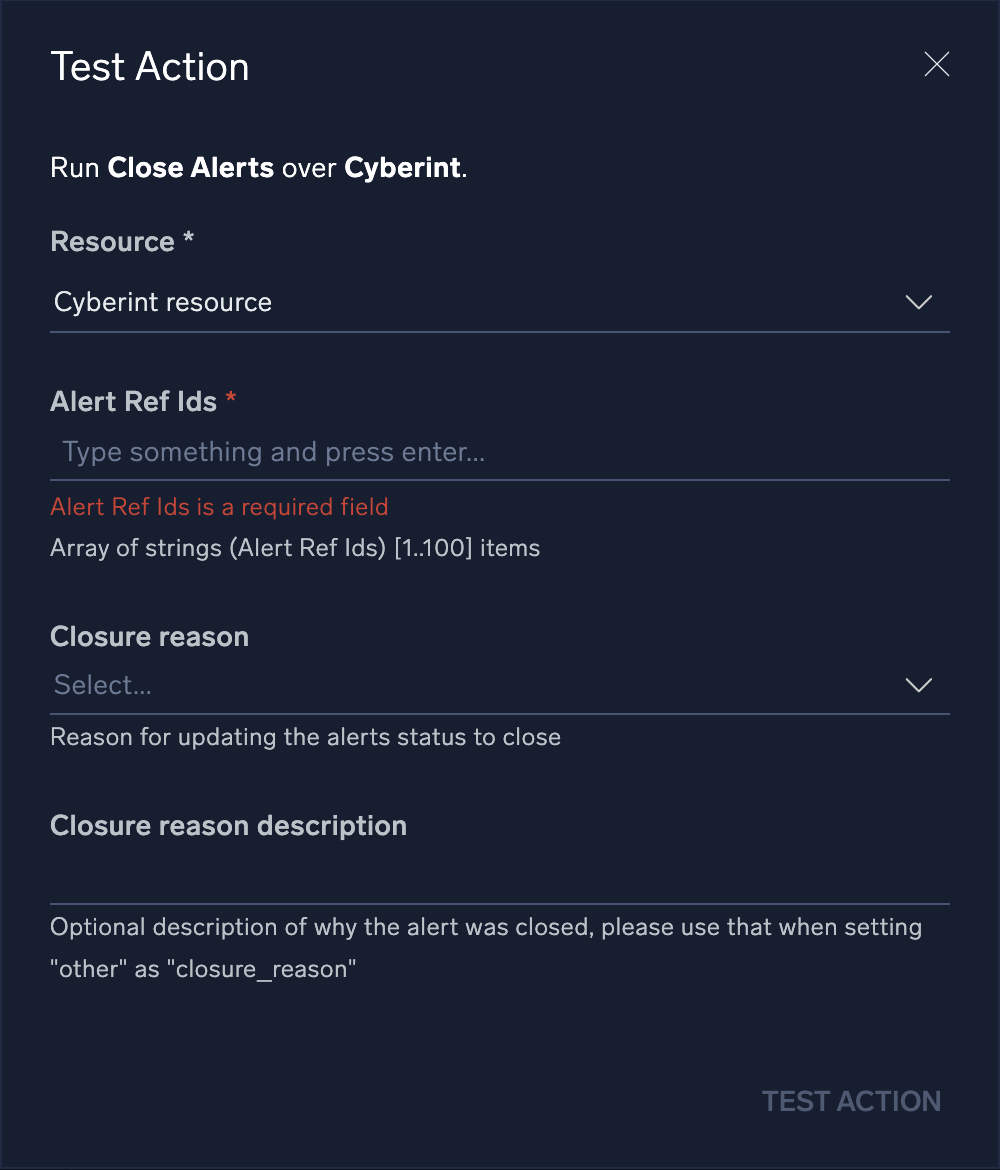 Test Action
Run Close Alerts over Cyberint.
Resource *
Cyberint resource
Alert Ref Ids *
Type something and press enter...
Alert Ref Ids is a required field
Array of strings (Alert Ref Ids) [1..100] items
Closure reason
Select...
Reason for updating the alerts status to close
Closure reason description
Optional description of why the alert was closed, please use that when setting
"other" as "closure_reason"
TEST ACTION